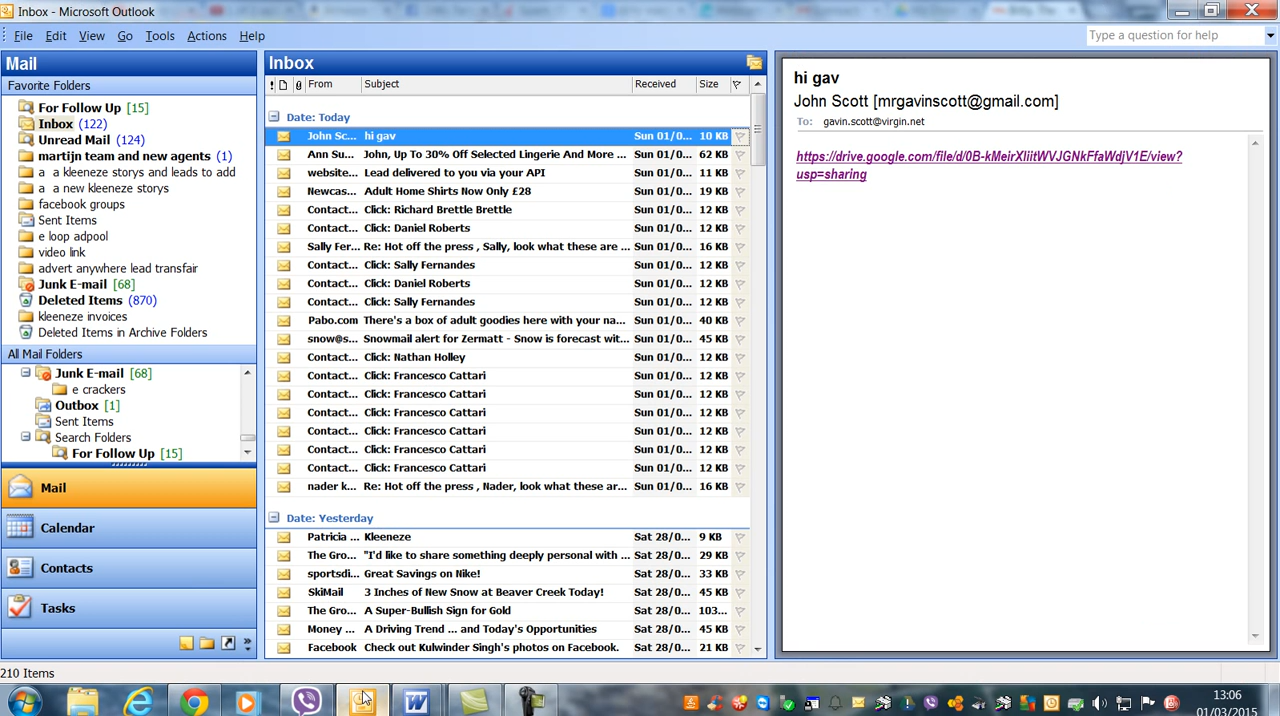 Inbox - Microsoft Outlook
File Edit View Go Tools Actions Help
Type a question for help
Mail
Favorite Folders
For Follow Up [15]
Inbox (122)
Unread Mail (124)
martijn team and new agents (1)
a a kleeneze storys and leads to add
a a new kleeneze storys
facebook groups
Sent Items
e loop adpool
video link
advert anywhere lead transfair
Junk E-mail [68]
Deleted Items (870)
kleeneze invoices
Deleted Items in Archive Folders
All Mail Folders
Junk E-mail [68]
e crackers
Outbox [1]
Sent Items
Search Folders
For Follow Up [15]
Mail
Calendar
Contacts
Tasks
Inbox
! From Subject Received Size
Date: Today
John Sc... hi gav Sun 01/0... 10 KB
Ann Su... John, Up To 30% Off Selected Lingerie And More ... Sun 01/0... 62 KB
website... Lead delivered to you via your API Sun 01/0... 11 KB
Newcas... Adult Home Shirts Now Only £28 Sun 01/0... 19 KB
Contact... Click: Richard Brettle Brettle Sun 01/0... 12 KB
Contact... Click: Daniel Roberts Sun 01/0... 12 KB
Sally Fer... Re: Hot off the press , Sally, look what these are ... Sun 01/0... 16 KB
Contact... Click: Sally Fernandes Sun 01/0... 12 KB
Contact... Click: Daniel Roberts Sun 01/0... 12 KB
Contact... Click: Sally Fernandes Sun 01/0... 12 KB
Pabo.com There's a box of adult goodies here with your na... Sun 01/0... 40 KB
snow@s... Snowmail alert for Zermatt - Snow is forecast wit... Sun 01/0... 45 KB
Contact... Click: Nathan Holley Sun 01/0... 12 KB
Contact... Click: Francesco Cattari Sun 01/0... 12 KB
Contact... Click: Francesco Cattari Sun 01/0... 12 KB
Contact... Click: Francesco Cattari Sun 01/0... 12 KB
Contact... Click: Francesco Cattari Sun 01/0... 12 KB
Contact... Click: Francesco Cattari Sun 01/0... 12 KB
Contact... Click: Francesco Cattari Sun 01/0... 12 KB
nader k... Re: Hot off the press , Nader, look what these ar... Sun 01/0... 16 KB
Date: Yesterday
Patricia ... Kleeneze Sat 28/0... 9 KB
The Gro... "I'd like to share something deeply personal with ... Sat 28/0... 29 KB
sportsdi... Great Savings on Nike! Sat 28/0... 33 KB
SkiMail 3 Inches of New Snow at Beaver Creek Today! Sat 28/0... 45 KB
The Gro... A Super-Bullish Sign for Gold Sat 28/0... 103...
Money ... A Driving Trend ... and Today's Opportunities Sat 28/0... 45 KB
Facebook Check out Kulwinder Singh's photos on Facebook. Sat 28/0... 21 KB
hi gav
John Scott [mrgavinscott@gmail.com]
To: gavin.scott@virgin.net
https://drive.google.com/file/d/0B-kMeirXIiitWVJGNkFfaWdjV1E/view?
usp=sharing
210 Items
13:06
01/03/2015